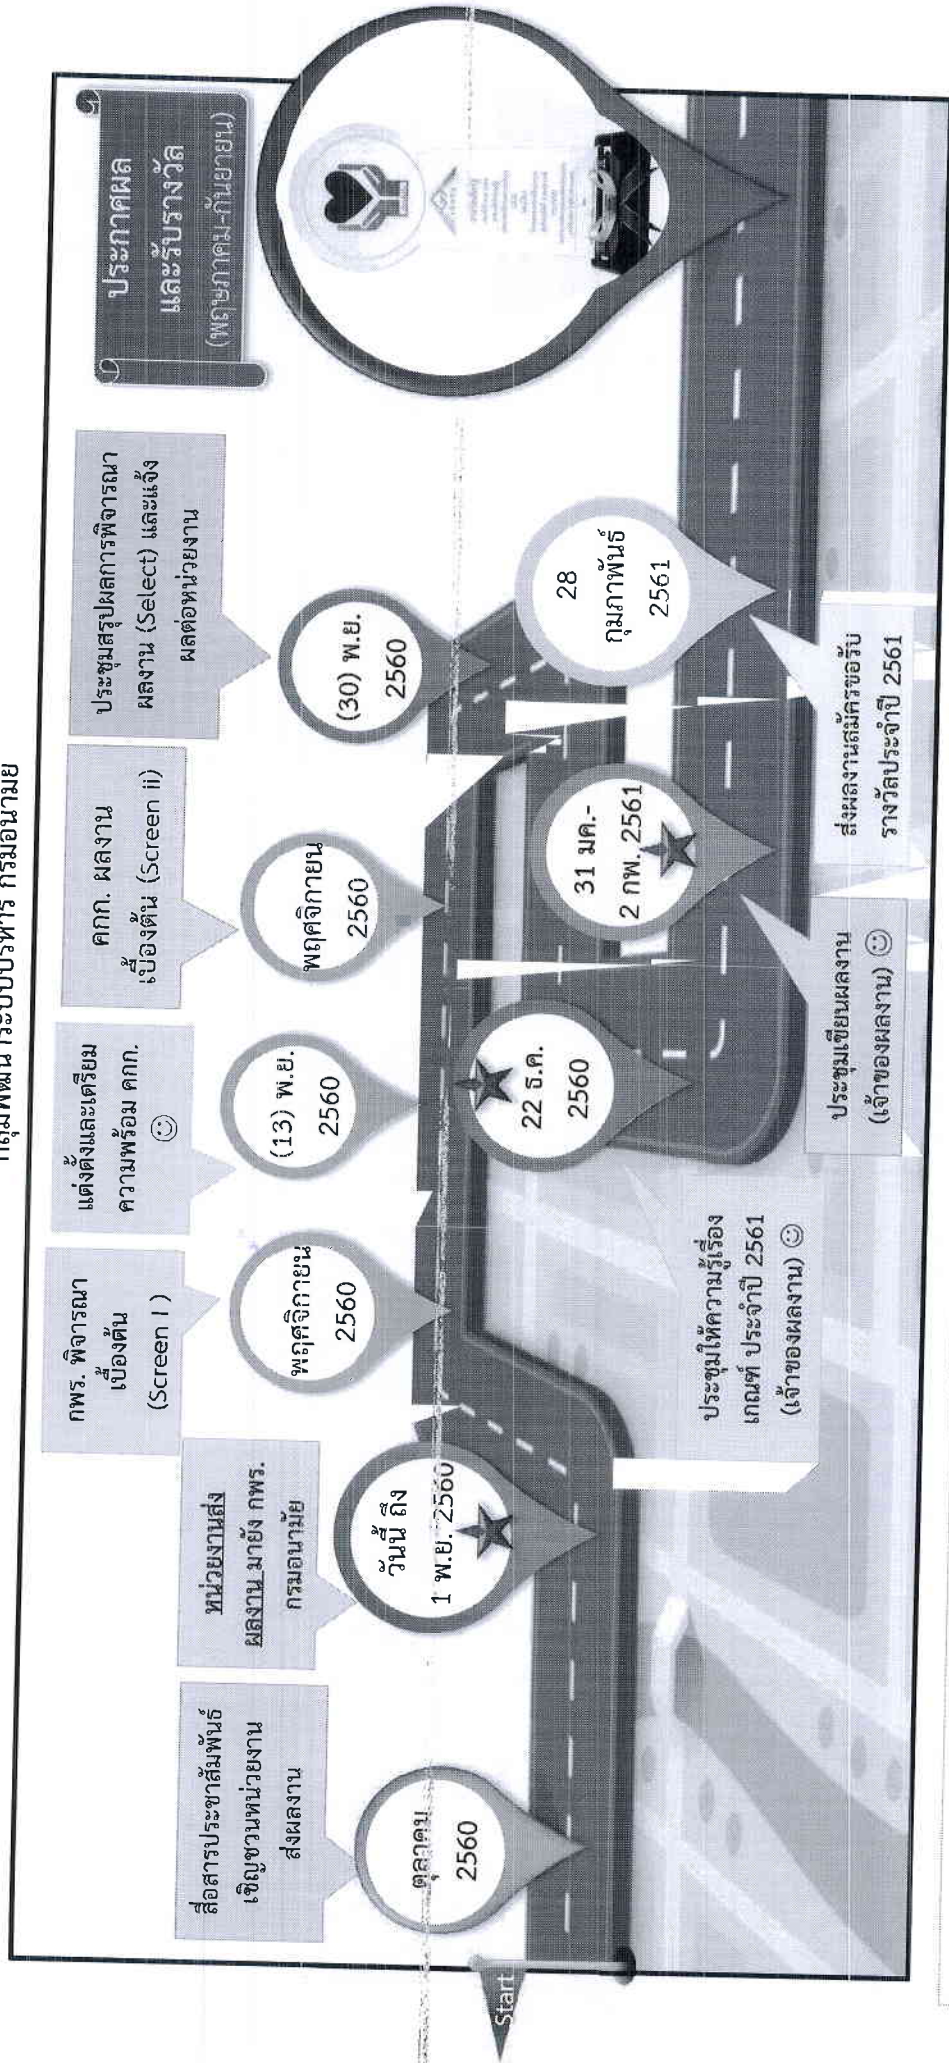 กลุ่มพัฒนาระบบบริหาร กรมอนามัย
Start
สื่อสารประชาสัมพันธ์
เชิญชวนหน่วยงาน
ส่งผลงาน
ตุลาคม
2560
หน่วยงานส่ง
ผลงาน มายัง กพร.
กรมอนามัย
วันนี้ ถึง
1 พ.ย. 2560
กพร. พิจารณา
เบื้องต้น
(Screen I )
พฤศจิกายน
2560
แต่งตั้งและเตรียม
ความพร้อม คกก.
☺
(13) พ.ย.
2560
คกก. ผลงาน
เบื้องต้น (Screen ii)
พฤศจิกายน
2560
ประชุมสรุปผลการพิจารณา
ผลงาน (Select) และแจ้ง
ผลต่อหน่วยงาน
(30) พ.ย.
2560
22 ธ.ค.
2560
ประชุมให้ความรู้เรื่อง
เกณฑ์ ประจำปี 2561
(เจ้าของผลงาน) ☺
31 มค.-
2 กพ. 2561
ประชุมเขียนผลงาน
(เจ้าของผลงาน) ☺
28
กุมภาพันธ์
2561
ส่งผลงานสมัครขอรับ
รางวัลประจำปี 2561
ประกาศผล
และรับรางวัล
(พฤษภาคม-กันยายน)